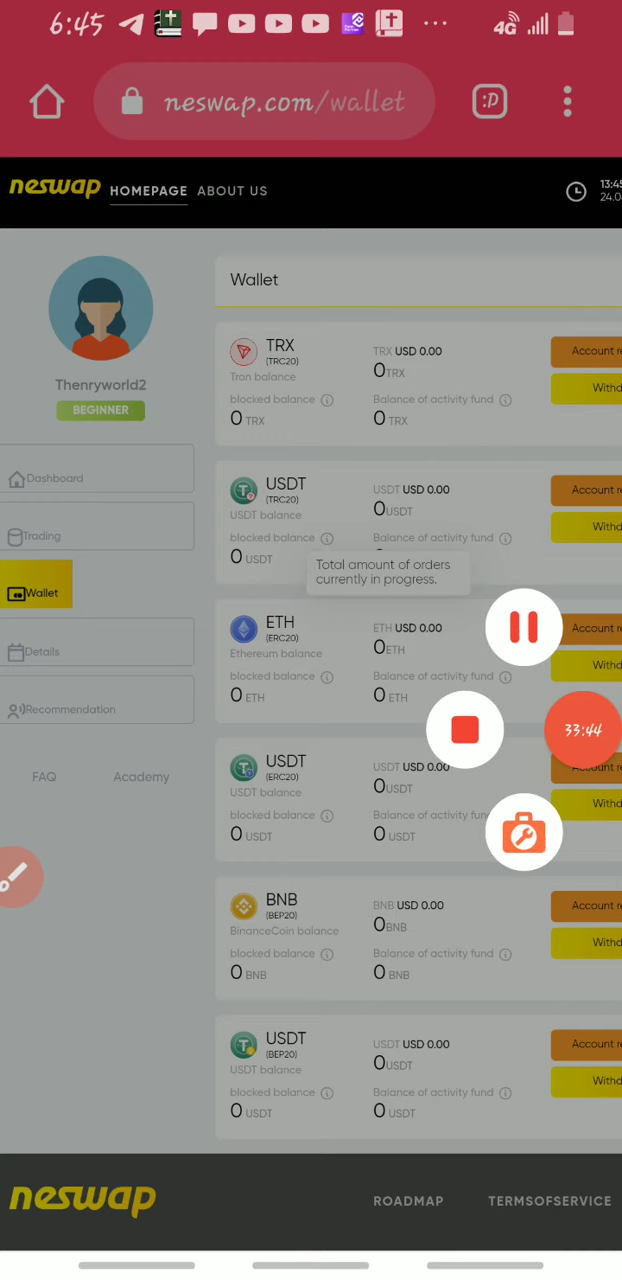 6:45
4G
neswap.com/wallet
:P
neswap HOMEPAGE ABOUT US
13:45
24.0
Thenryworld2
BEGINNER
Dashboard
Trading
Wallet
Details
Recommendation
FAQ Academy
Wallet
TRX
(TRC20)
Tron balance
TRX USD 0.00
0TRX
blocked balance
0 TRX
Balance of activity fund
0 TRX
Account re
Withd
USDT
(TRC20)
USDT balance
USDT USD 0.00
0USDT
blocked balance
0 USDT
Balance of activity fund
Account re
Withd
Total amount of orders
currently in progress.
ETH
(ERC20)
Ethereum balance
ETH USD 0.00
0ETH
blocked balance
0 ETH
Balance of activity fund
0 ETH
Account re
Withd
33:44
USDT
(ERC20)
USDT balance
USDT USD 0.00
0USDT
blocked balance
0 USDT
Balance of activity fund
0 USDT
Account re
Withd
BNB
(BEP20)
BinanceCoin balance
BNB USD 0.00
0BNB
blocked balance
0 BNB
Balance of activity fund
0 BNB
Account re
Withd
USDT
(BEP20)
USDT balance
USDT USD 0.00
0USDT
blocked balance
0 USDT
Balance of activity fund
0 USDT
Account re
Withd
neswap ROADMAP TERMSOFSERVICE